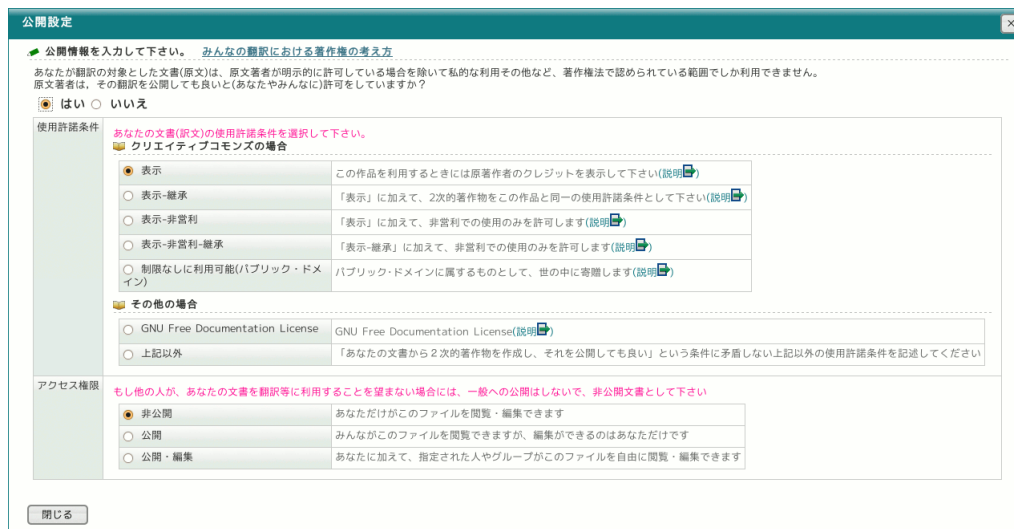 公開設定
公開情報を入力して下さい。 みんなの翻訳における著作権の考え方
あなたが翻訳の対象とした文書(原文)は、原文著者が明示的に許可している場合を除いて私的な利用その他など、著作権法で認められている範囲でしか利用できません。
原文著者は，その翻訳を公開しても良いと(あなたやみんなに)許可をしていますか？
はい いいえ
使用許諾条件
あなたの文書(訳文)の使用許諾条件を選択して下さい。
クリエイティブコモンズの場合
表示 この作品を利用するときには原著作者のクレジットを表示して下さい(説明)
表示-継承 「表示」に加えて、2次的著作物をこの作品と同一の使用許諾条件として下さい(説明)
表示-非営利 「表示」に加えて、非営利での使用のみを許可します(説明)
表示-非営利-継承 「表示-継承」に加えて、非営利での使用のみを許可します(説明)
制限なしに利用可能(パブリック・ドメ
イン) パブリック・ドメインに属するものとして、世の中に寄贈します(説明)
その他の場合
GNU Free Documentation License GNU Free Documentation License(説明)
上記以外 「あなたの文書から２次的著作物を作成し、それを公開しても良い」という条件に矛盾しない上記以外の使用許諾条件を記述してください
アクセス権限
もし他の人が、あなたの文書を翻訳等に利用することを望まない場合には、一般への公開はしないで、非公開文書として下さい
非公開 あなただけがこのファイルを閲覧・編集できます
公開 みんながこのファイルを閲覧できますが、編集ができるのはあなただけです
公開・編集 あなたに加えて、指定された人やグループがこのファイルを自由に閲覧・編集できます
閉じる